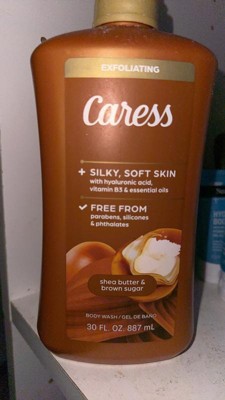 EXFOLIATING
Caress
+ SILKY, SOFT SKIN
with hyaluronic acid,
vitamin B3 & essential oils
✓ FREE FROM
parabens, silicones
& phthalates
shea butter &
brown sugar
BODY WASH / GEL DE BAÑO
30 FL. OZ. 887 mL